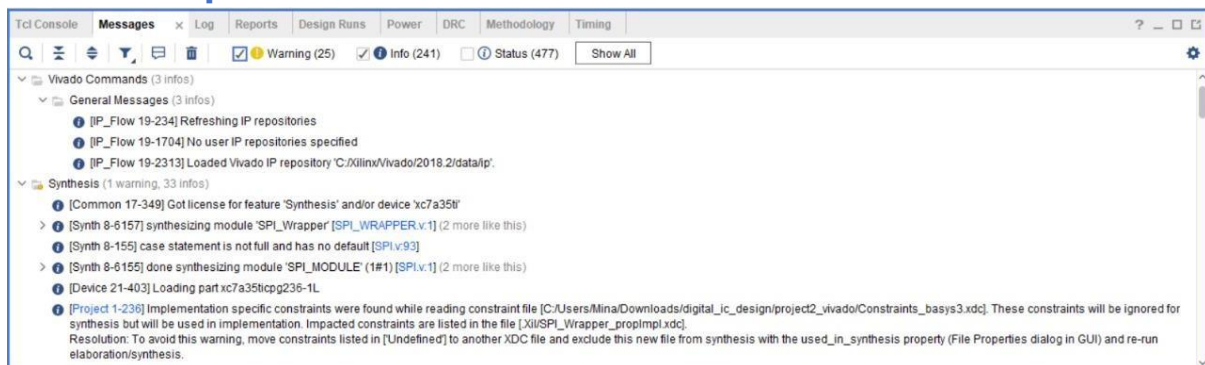 Tcl Console Messages × Log Reports Design Runs Power DRC Methodology Timing ?
Warning (25) Info (241) Status (477) Show All
Vivado Commands (3 infos)
General Messages (3 infos)
[IP_Flow 19-234] Refreshing IP repositories
[IP_Flow 19-1704] No user IP repositories specified
[IP_Flow 19-2313] Loaded Vivado IP repository 'C:/Xilinx/Vivado/2018.2/data/ip'.
Synthesis (1 warning, 33 infos)
[Common 17-349] Got license for feature 'Synthesis' and/or device 'xc7a35ti'
[Synth 8-6157] synthesizing module 'SPI_Wrapper' [SPI_WRAPPER.v:1] (2 more like this)
[Synth 8-155] case statement is not full and has no default [SPI.v:93]
[Synth 8-6155] done synthesizing module 'SPI_MODULE' (1#1) [SPI.v:1] (2 more like this)
[Device 21-403] Loading part xc7a35ticpg236-1L
[Project 1-236] Implementation specific constraints were found while reading constraint file [C:/Users/Mina/Downloads/digital_ic_design/project2_vivado/Constraints_basys3.xdc]. These constraints will be ignored for
synthesis but will be used in implementation. Impacted constraints are listed in the file [.Xil/SPI_Wrapper_propImpl.xdc].
Resolution: To avoid this warning, move constraints listed in ['Undefined'] to another XDC file and exclude this new file from synthesis with the used_in_synthesis property (File Properties dialog in GUI) and re-run
elaboration/synthesis.